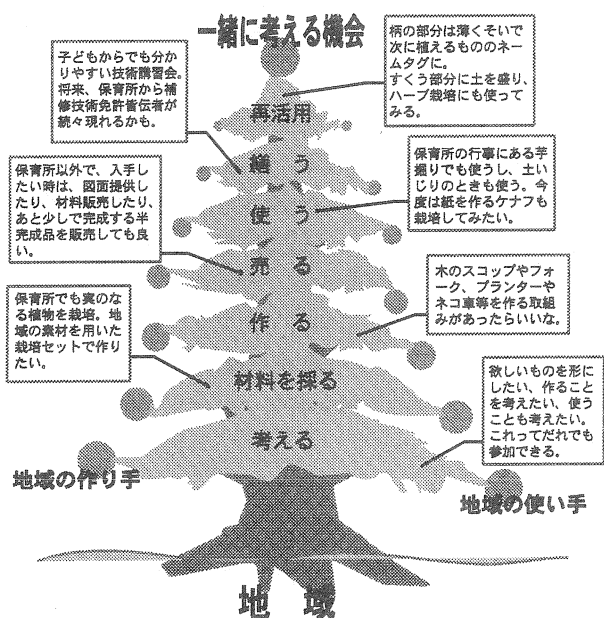 一緒に考える機会
子どもからでも分か
りやすい技術講習会。
将来、保育所から補
修技術免許皆伝者が
続々現れるかも。
柄の部分は薄くそいで
次に植えるもののネー
ムタグに。
すくう部分に土を盛り、
ハーブ栽培にも使って
みる。
再活用
繕う
保育所の行事にある芋
掘りでも使うし、土い
じりのときも使う。今
度は紙を作るケナフも
栽培してみたい。
保育所以外で、入手し
たい時は、図面提供し
たり、材料販売したり、
あと少しで完成する半
完成品を販売しても良
い。
使う
売る
木のスコップやフォ
ーク、プランターや
ネコ車等を作る取組
みがあったらいいな。
保育所でも実のな
る植物を栽培。地
域の素材を用いた
栽培セットで作り
たい。
作る
材料を採る
欲しいものを形に
したい、作ること
を考えたい、使う
ことも考えたい。
これってだれでも
参加できる。
考える
地域の作り手
地域の使い手
地域